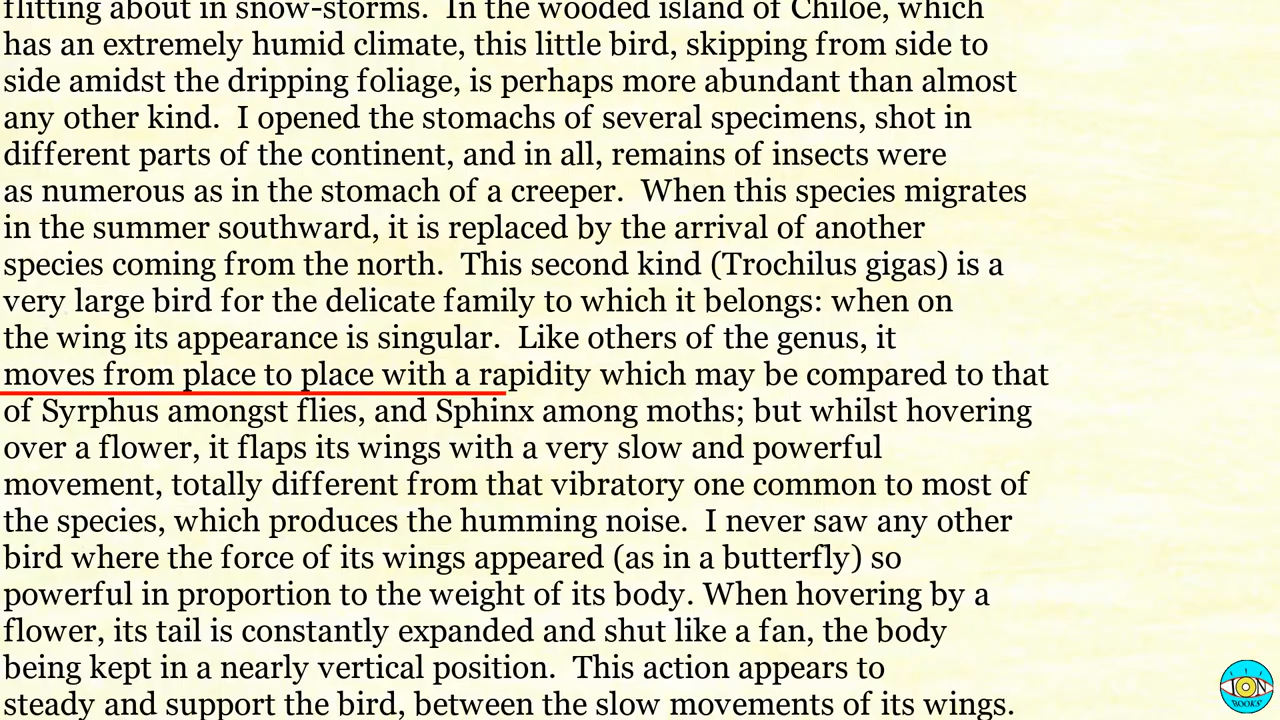 flitting about in snow-storms.  In the wooded island of Chiloe, which
has an extremely humid climate, this little bird, skipping from side to
side amidst the dripping foliage, is perhaps more abundant than almost
any other kind.  I opened the stomachs of several specimens, shot in
different parts of the continent, and in all, remains of insects were
as numerous as in the stomach of a creeper.  When this species migrates
in the summer southward, it is replaced by the arrival of another
species coming from the north.  This second kind (Trochilus gigas) is a
very large bird for the delicate family to which it belongs: when on
the wing its appearance is singular.  Like others of the genus, it
moves from place to place with a rapidity which may be compared to that
of Syrphus amongst flies, and Sphinx among moths; but whilst hovering
over a flower, it flaps its wings with a very slow and powerful
movement, totally different from that vibratory one common to most of
the species, which produces the humming noise.  I never saw any other
bird where the force of its wings appeared (as in a butterfly) so
powerful in proportion to the weight of its body. When hovering by a
flower, its tail is constantly expanded and shut like a fan, the body
being kept in a nearly vertical position.  This action appears to
steady and support the bird, between the slow movements of its wings.
ION
BOOKS